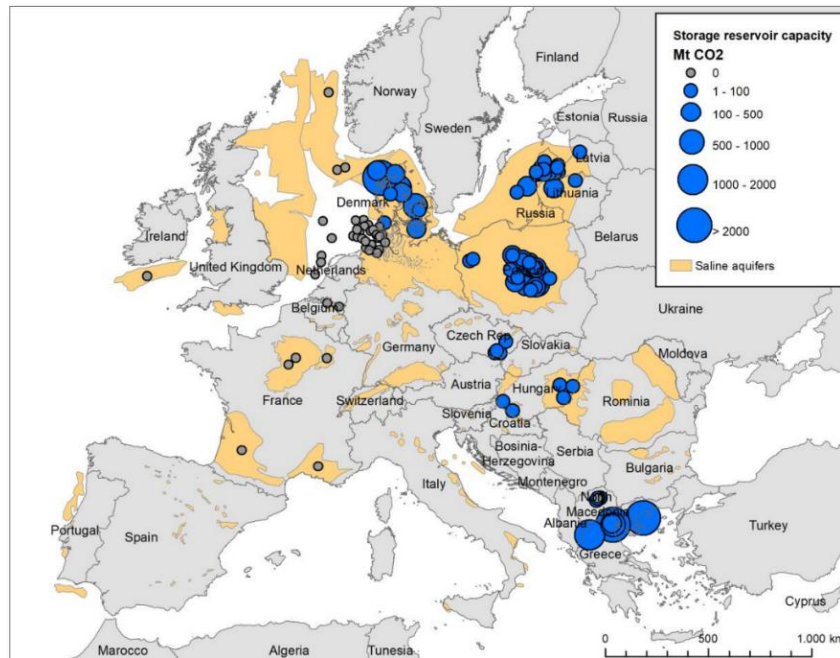 Storage reservoir capacity
Mt CO2
0
1 - 100
100 - 500
500 - 1000
1000 - 2000
> 2000
Saline aquifers
Finland
Norway
Sweden
Estonia
Russia
Latvia
Denmark
Lithuania
Russia
Ireland
United Kingdom
Netherlands
Belarus
Belgium
Ukraine
Germany
Czech Rep
Slovakia
Moldova
France
Switzerland
Austria
Hungar
Rominia
Slovenia
Croatia
Bosinia-
Herzegovina
Serbia
Italy
Montenegro
Bulgaria
Macedonia
Albania
Portugal
Spain
Turkey
Greece
Cyprus
Marocco
Algeria
Tunesia
0 500 1.000 km